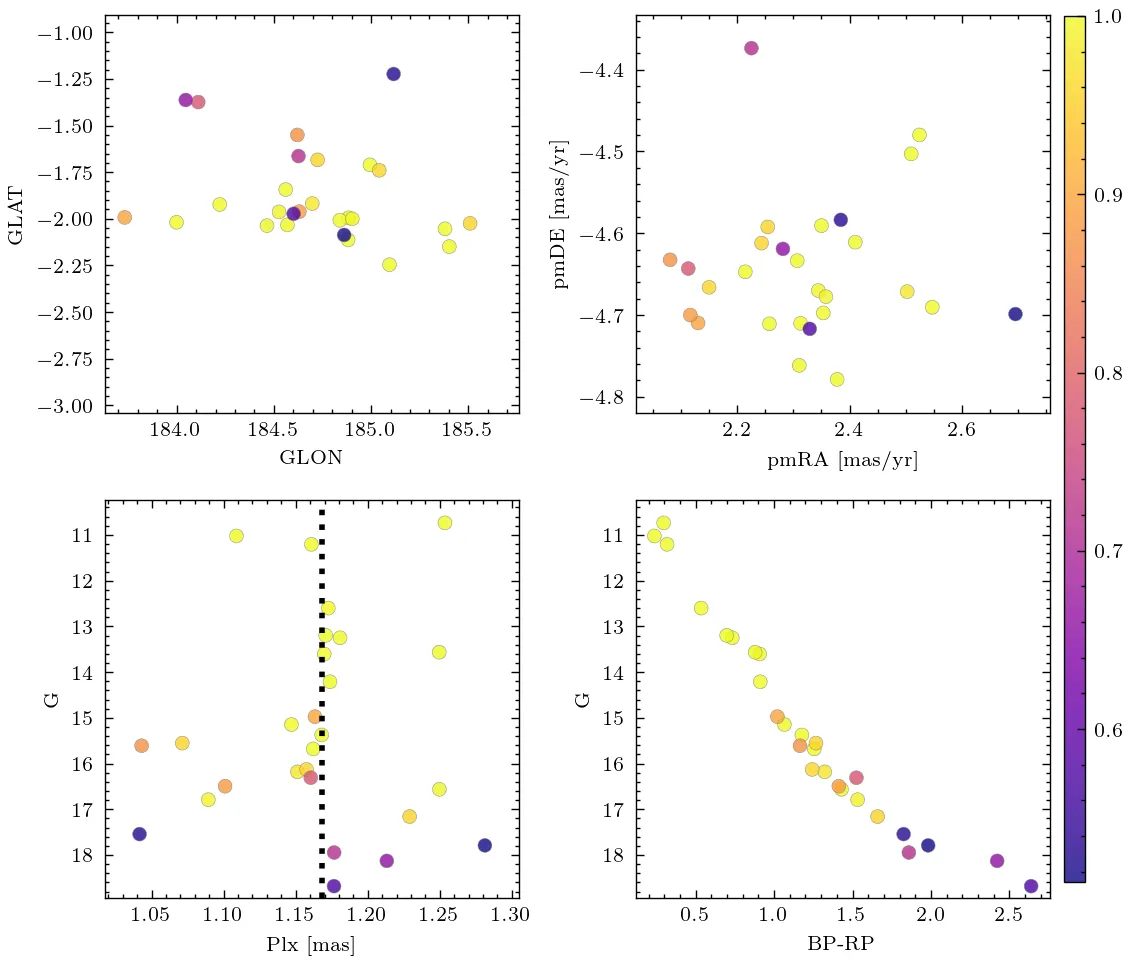 −1.00
−1.25
−1.50
−1.75
−2.00
−2.25
−2.50
−2.75
−3.00
GLAT
184.0 184.5 185.0 185.5
GLON
−4.4
−4.5
−4.6
−4.7
−4.8
pmDE [mas/yr]
2.2 2.4 2.6
pmRA [mas/yr]
1.0
0.9
0.8
0.7
0.6
11
12
13
14
15
16
17
18
G
1.05 1.10 1.15 1.20 1.25 1.30
Plx [mas]
11
12
13
14
15
16
17
18
G
0.5 1.0 1.5 2.0 2.5
BP-RP